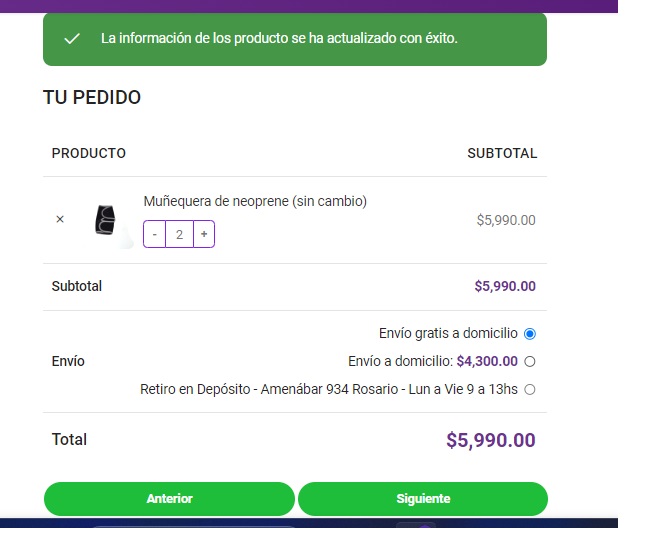 La información de los producto se ha actualizado con éxito.
TU PEDIDO
PRODUCTO SUBTOTAL
× Muñequera de neoprene (sin cambio)
- 2 + $5,990.00
Subtotal $5,990.00
Envío gratis a domicilio
Envío Envío a domicilio: $4,300.00
Retiro en Depósito - Amenábar 934 Rosario - Lun a Vie 9 a 13hs
Total $5,990.00
Anterior Siguiente